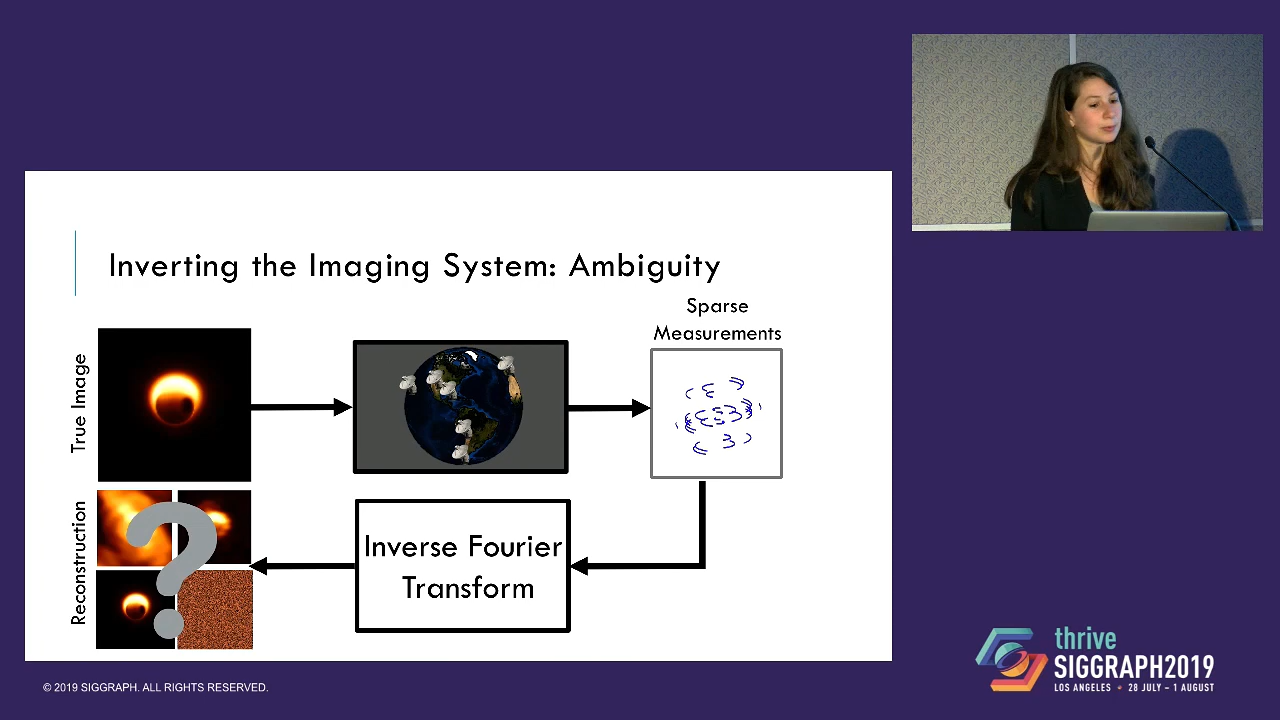 Inverting the Imaging System: Ambiguity
Sparse
Measurements
True Image
Reconstruction
?
Inverse Fourier
Transform
thrive
SIGGRAPH2019
LOS ANGELES • 28 JULY – 1 AUGUST
© 2019 SIGGRAPH. ALL RIGHTS RESERVED.